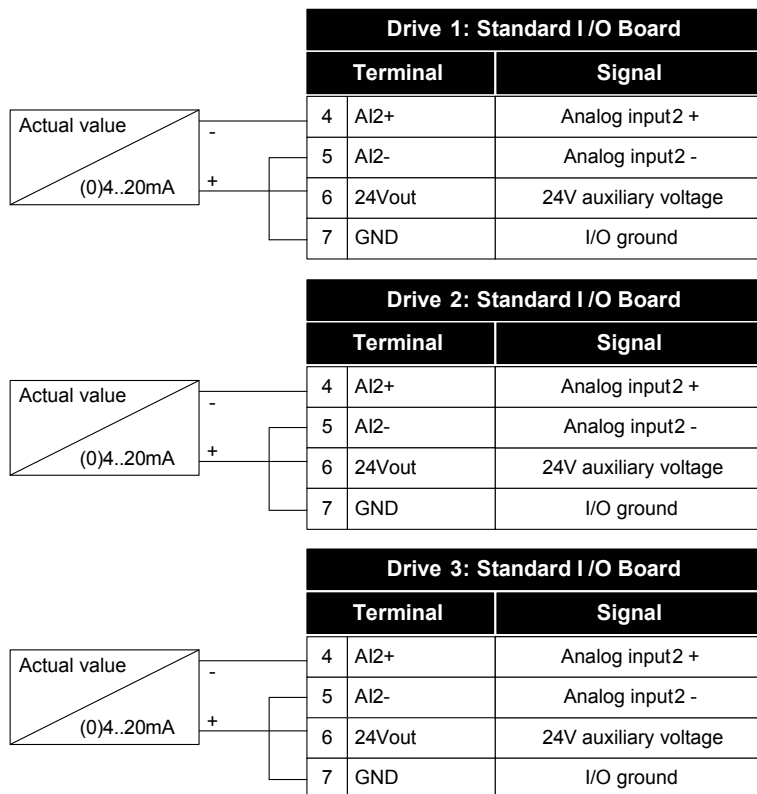 Drive 1: Standard I/O Board
Terminal Signal
Actual value
-
(0)4..20mA
+
4 AI2+ Analog input2 +
5 AI2- Analog input2 -
6 24Vout 24V auxiliary voltage
7 GND I/O ground
Drive 2: Standard I/O Board
Terminal Signal
Actual value
-
(0)4..20mA
+
4 AI2+ Analog input2 +
5 AI2- Analog input2 -
6 24Vout 24V auxiliary voltage
7 GND I/O ground
Drive 3: Standard I/O Board
Terminal Signal
Actual value
-
(0)4..20mA
+
4 AI2+ Analog input2 +
5 AI2- Analog input2 -
6 24Vout 24V auxiliary voltage
7 GND I/O ground